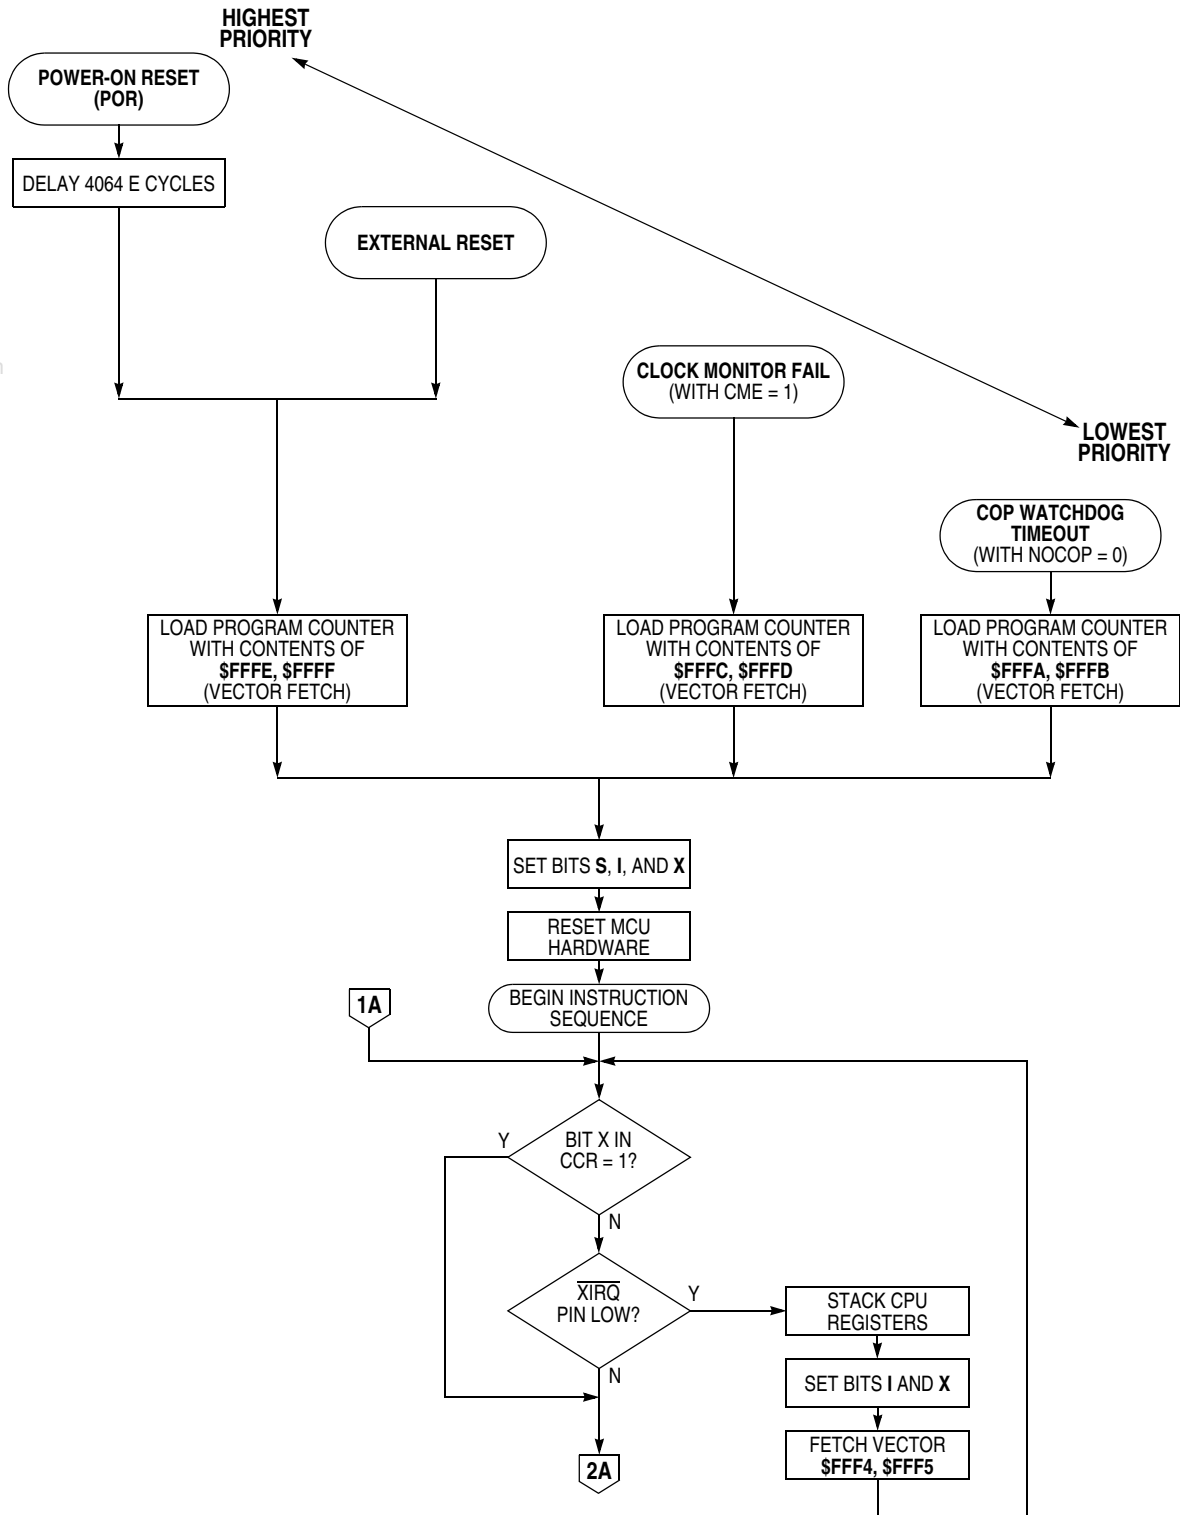 HIGHEST
PRIORITY
POWER-ON RESET
(POR)
DELAY 4064 E CYCLES
EXTERNAL RESET
CLOCK MONITOR FAIL
(WITH CME = 1)
LOWEST
PRIORITY
COP WATCHDOG
TIMEOUT
(WITH NOCOP = 0)
LOAD PROGRAM COUNTER
WITH CONTENTS OF
$FFFE, $FFFF
(VECTOR FETCH)
LOAD PROGRAM COUNTER
WITH CONTENTS OF
$FFFC, $FFFD
(VECTOR FETCH)
LOAD PROGRAM COUNTER
WITH CONTENTS OF
$FFFA, $FFFB
(VECTOR FETCH)
SET BITS S, I, AND X
RESET MCU
HARDWARE
1A
BEGIN INSTRUCTION
SEQUENCE
Y
BIT X IN
CCR = 1?
N
XIRQ
PIN LOW?
Y
STACK CPU
REGISTERS
N
SET BITS I AND X
2A
FETCH VECTOR
$FFF4, $FFF5